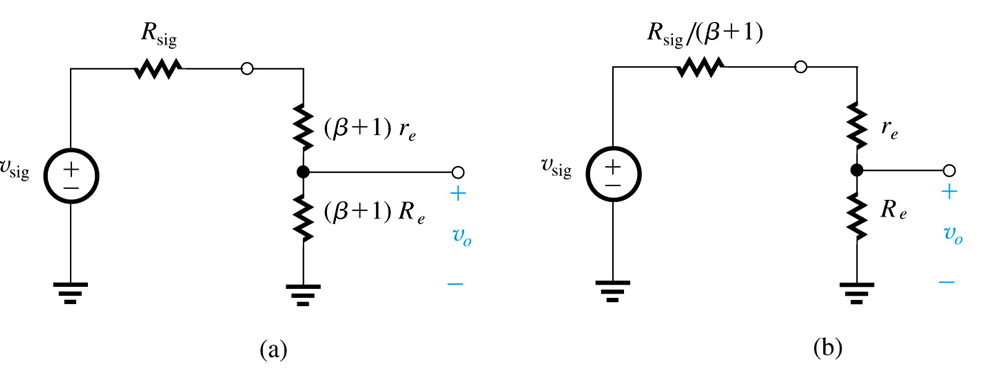 R_sig
(β+1) r_e
v_sig
+
−
(β+1) R_e
+
v_o
−
(a)
R_sig/(β+1)
r_e
v_sig
+
−
R_e
+
v_o
−
(b)